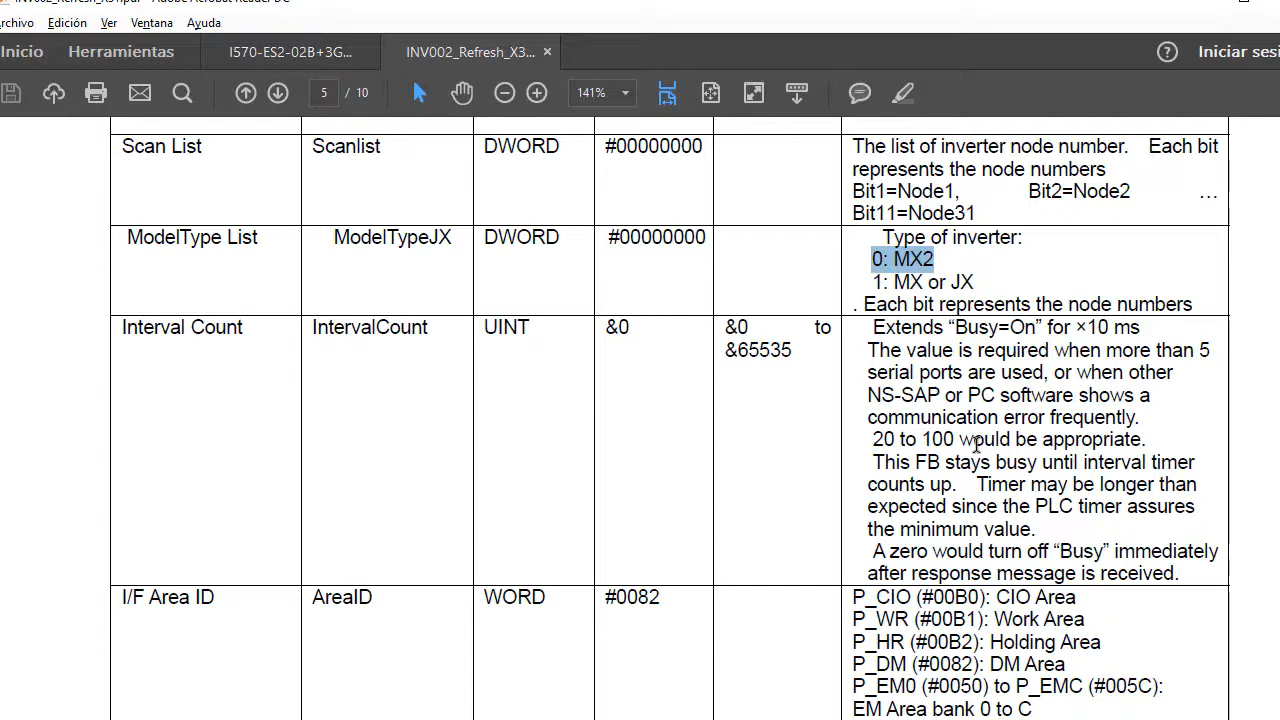 Archivo Edición Ver Ventana Ayuda
Inicio Herramientas I570-ES2-02B+3G... INV002_Refresh_X3... × ? Iniciar sesi
5 / 10 141%
Scan List Scanlist DWORD #00000000 The list of inverter node number. Each bit
represents the node numbers
Bit1=Node1, Bit2=Node2 …
Bit11=Node31
ModelType List ModelTypeJX DWORD #00000000 Type of inverter:
0: MX2
1: MX or JX
. Each bit represents the node numbers
Interval Count IntervalCount UINT &0 &0 to Extends “Busy=On” for ×10 ms
&65535 The value is required when more than 5
serial ports are used, or when other
NS-SAP or PC software shows a
communication error frequently.
20 to 100 would be appropriate.
This FB stays busy until interval timer
counts up. Timer may be longer than
expected since the PLC timer assures
the minimum value.
A zero would turn off “Busy” immediately
after response message is received.
I/F Area ID AreaID WORD #0082 P_CIO (#00B0): CIO Area
P_WR (#00B1): Work Area
P_HR (#00B2): Holding Area
P_DM (#0082): DM Area
P_EM0 (#0050) to P_EMC (#005C):
EM Area bank 0 to C